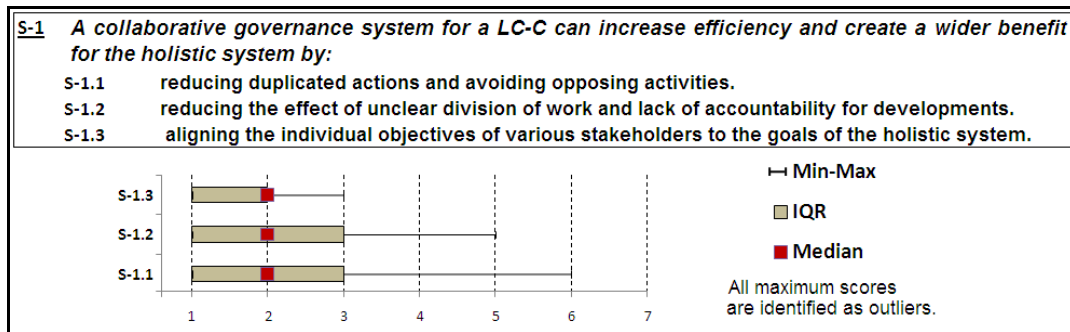 S-1 A collaborative governance system for a LC-C can increase efficiency and create a wider benefit
for the holistic system by:
S-1.1 reducing duplicated actions and avoiding opposing activities.
S-1.2 reducing the effect of unclear division of work and lack of accountability for developments.
S-1.3 aligning the individual objectives of various stakeholders to the goals of the holistic system.
S-1.3
S-1.2
S-1.1
1 2 3 4 5 6 7
Min-Max
IQR
Median
All maximum scores
are identified as outliers.